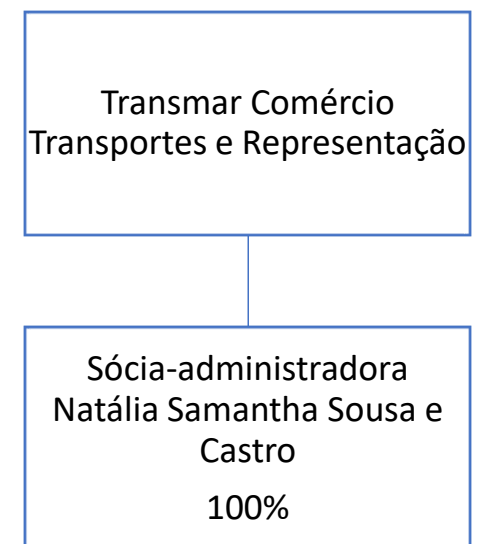 Transmar Comércio
Transportes e Representação
Sócia-administradora
Natália Samantha Sousa e
Castro
100%